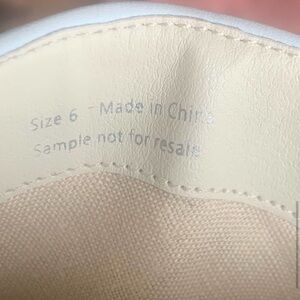 Size 6 - Made in China
Sample not for resale